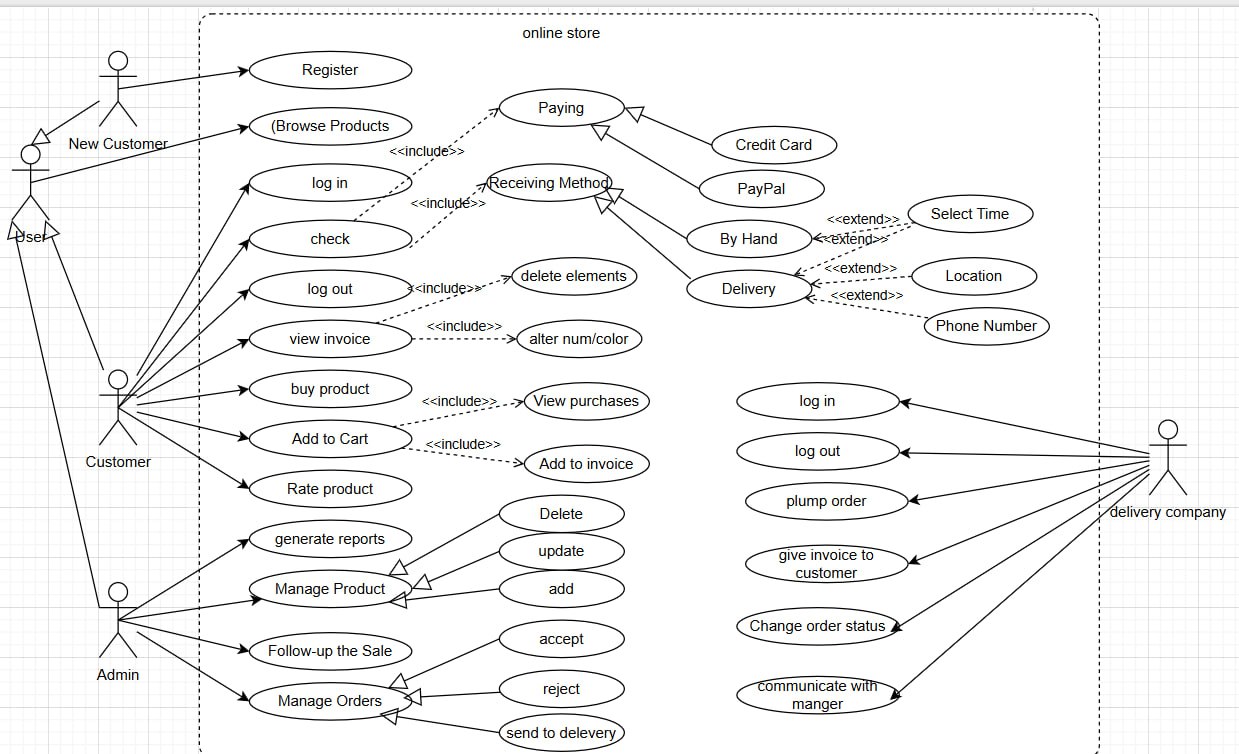 online store
Register
Paying
New Customer
(Browse Products
Credit Card
<<include>>
log in
Receiving Method
PayPal
<<include>>
Select Time
<<extend>>
User
check
By Hand
<<extend>>
<<extend>>
delete elements
Location
log out
<<include>>
Delivery
<<extend>>
Phone Number
<<include>>
view invoice
alter num/color
buy product
<<include>>
View purchases
log in
Add to Cart
<<include>>
log out
Customer
Add to invoice
Rate product
plump order
Delete
delivery company
generate reports
update
give invoice to
customer
Manage Product
add
Change order status
accept
Follow-up the Sale
Admin
reject
communicate with
manger
Manage Orders
send to delevery